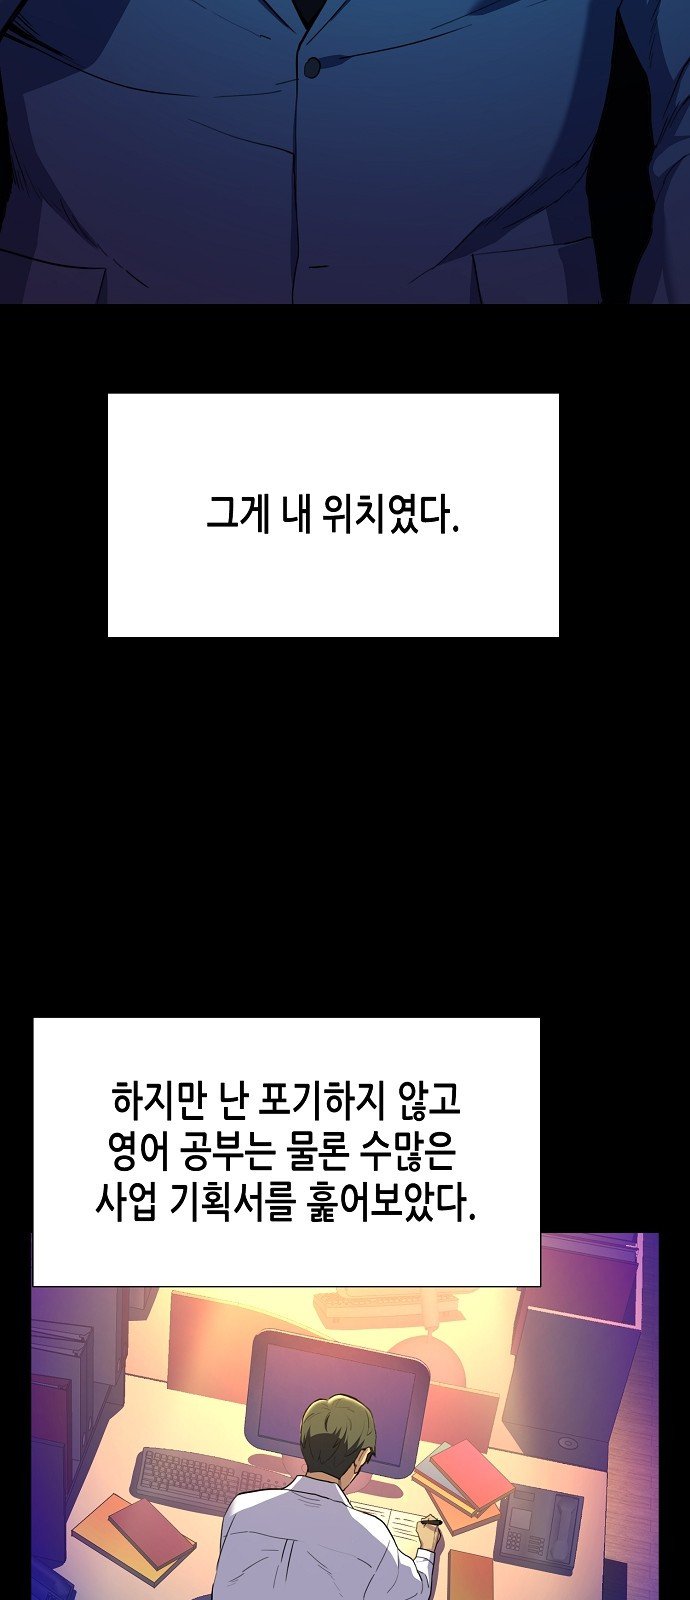 그게 내 위치였다.
하지만 난 포기하지 않고
영어 공부는 물론 수많은
사업 기획서를 훑어보았다.